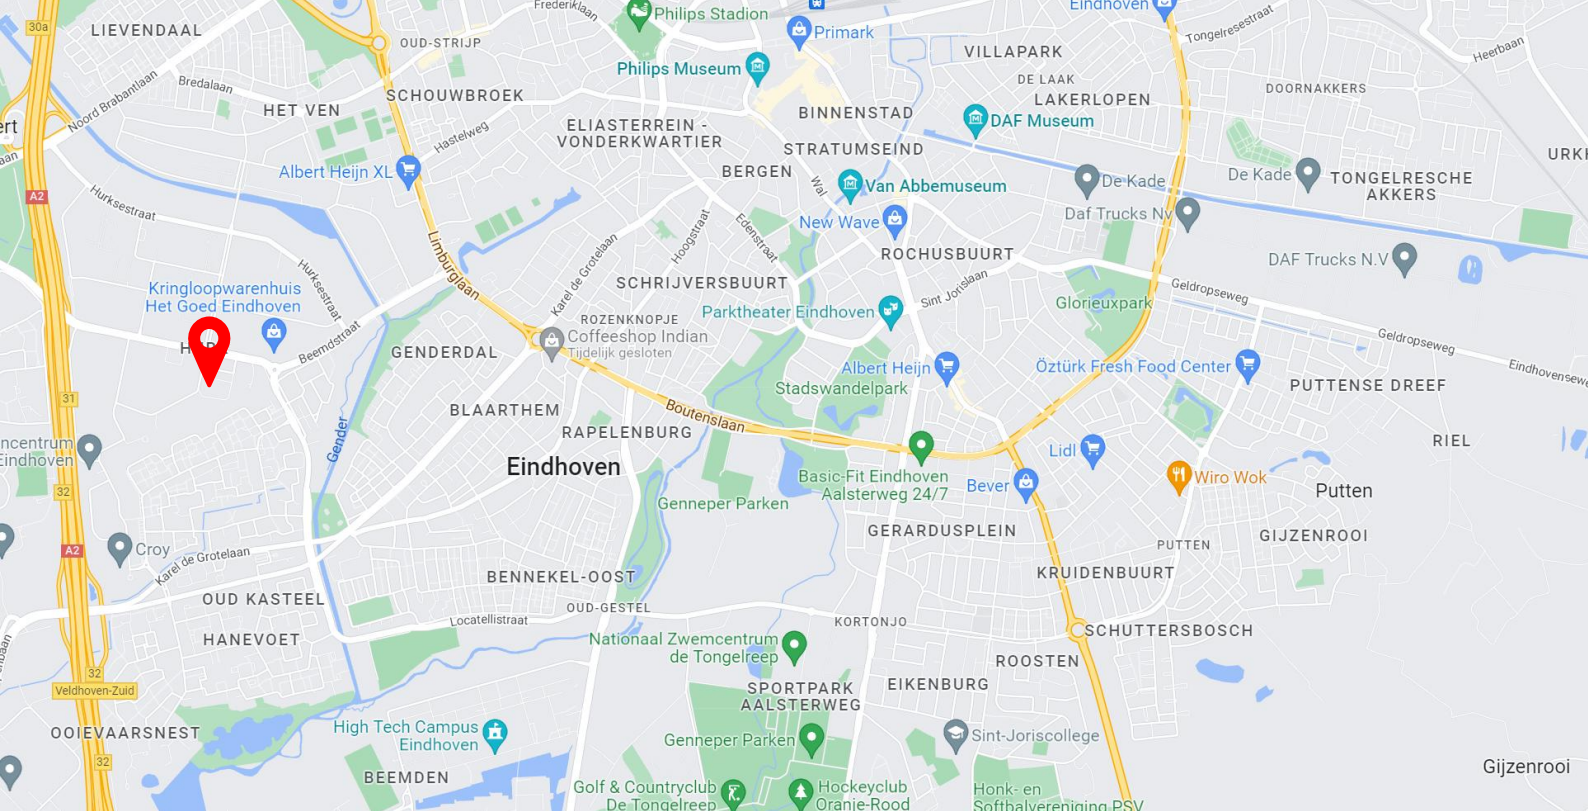 Frederiklaan
Philips Stadion
Eindhoven
30a
LIEVENDAAL
OUD-STRIJP
Primark
Tongelresestraat
VILLAPARK
Heerbaan
Philips Museum
DE LAAK
Bredalaan
Noord Brabantlaan
HET VEN
SCHOUWBROEK
BINNENSTAD
LAKERLOPEN
DOORNAKKERS
DAF Museum
Hastelweg
ELIASTERREIN -
VONDERKWARTIER
STRATUMSEIND
Albert Heijn XL
BERGEN
Wal
Van Abbemuseum
De Kade
De Kade
TONGELRESCHE
AKKERS
A2
Hurksestraat
Daf Trucks Nv
New Wave
Edenstraat
Hoogstraat
Karel de Grotelaan
Limburglaan
ROCHUSBUURT
DAF Trucks N.V
Hurksestraat
Kringloopwarenhuis
Het Goed Eindhoven
SCHRIJVERSBUURT
Sint Jorislaan
Geldropseweg
Glorieuxpark
Parktheater Eindhoven
ROZENKNOPJE
Coffeeshop Indian
Tijdelijk gesloten
Beemdstraat
GENDERDAL
Geldropseweg
Albert Heijn
Öztürk Fresh Food Center
Stadswandelpark
PUTTENSE DREEF
31
BLAARTHEM
Boutenslaan
RAPELENBURG
Gender
Eindhoven
Eindhoven
RIEL
Lidl
Basic-Fit Eindhoven
Aalsterweg 24/7
Bever
Wiro Wok
Putten
32
Genneper Parken
GERARDUSPLEIN
GIJZENROOI
PUTTEN
A2
Croy
Karel de Grotelaan
BENNEKEL-OOST
KRUIDENBUURT
OUD KASTEEL
OUD-GESTEL
Locatellistraat
KORTONJO
HANEVOET
Nationaal Zwemcentrum
de Tongelreep
SCHUTTERSBOSCH
ROOSTEN
32
Veldhoven-Zuid
SPORTPARK
AALSTERWEG
EIKENBURG
OOIEVAARSNEST
High Tech Campus
Eindhoven
Genneper Parken
Sint-Joriscollege
32
BEEMDEN
Gijzenrooi
Golf & Countryclub
De Tongelreep
Hockeyclub
Oranje-Rood
Honk- en
Softbalvereniging PSV